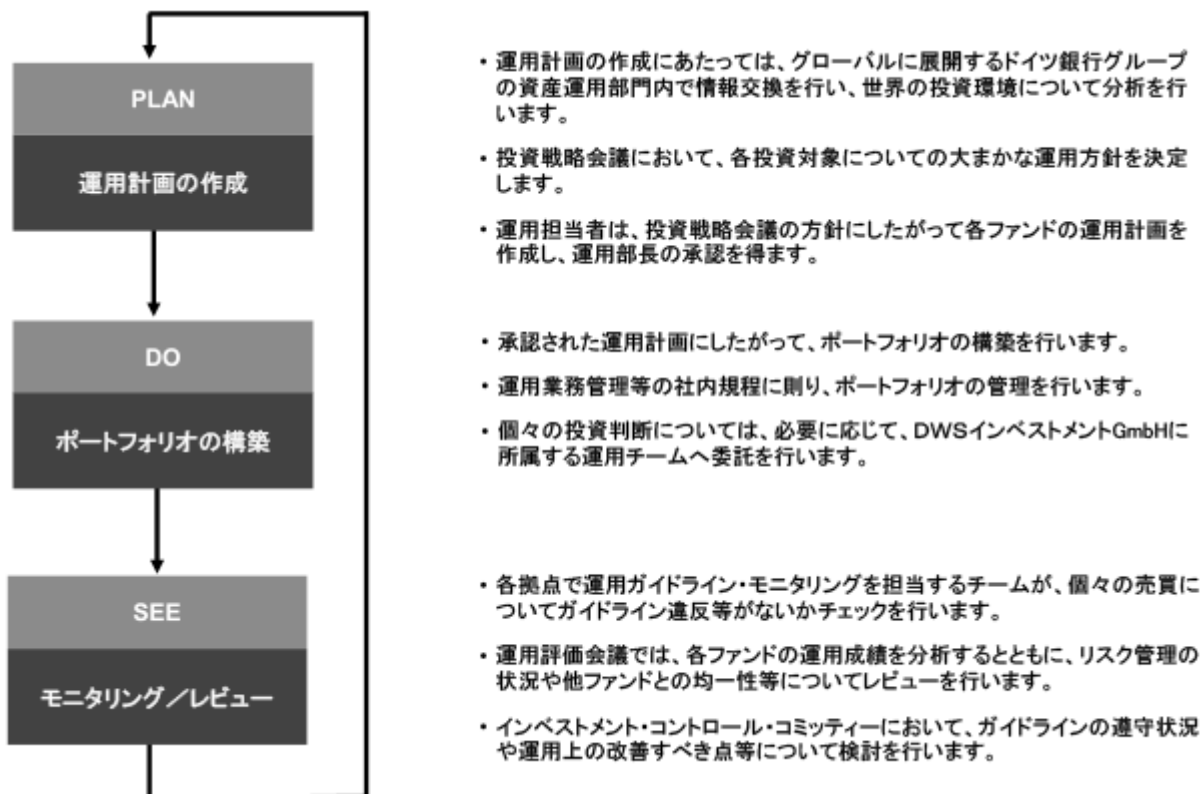 PLAN
運用計画の作成
・運用計画の作成にあたっては、グローバルに展開するドイツ銀行グループ
の資産運用部門内で情報交換を行い、世界の投資環境について分析を行
います。
・投資戦略会議において、各投資対象についての大まかな運用方針を決定
します。
・運用担当者は、投資戦略会議の方針にしたがって各ファンドの運用計画を
作成し、運用部長の承認を得ます。
DO
ポートフォリオの構築
・承認された運用計画にしたがって、ポートフォリオの構築を行います。
・運用業務管理等の社内規程に則り、ポートフォリオの管理を行います。
・個々の投資判断については、必要に応じて、DWSインベストメントGmbHに
所属する運用チームへ委託を行います。
SEE
モニタリング／レビュー
・各拠点で運用ガイドライン・モニタリングを担当するチームが、個々の売買に
ついてガイドライン違反等がないかチェックを行います。
・運用評価会議では、各ファンドの運用成績を分析するとともに、リスク管理の
状況や他ファンドとの均一性等についてレビューを行います。
・インベストメント・コントロール・コミッティーにおいて、ガイドラインの遵守状況
や運用上の改善すべき点等について検討を行います。